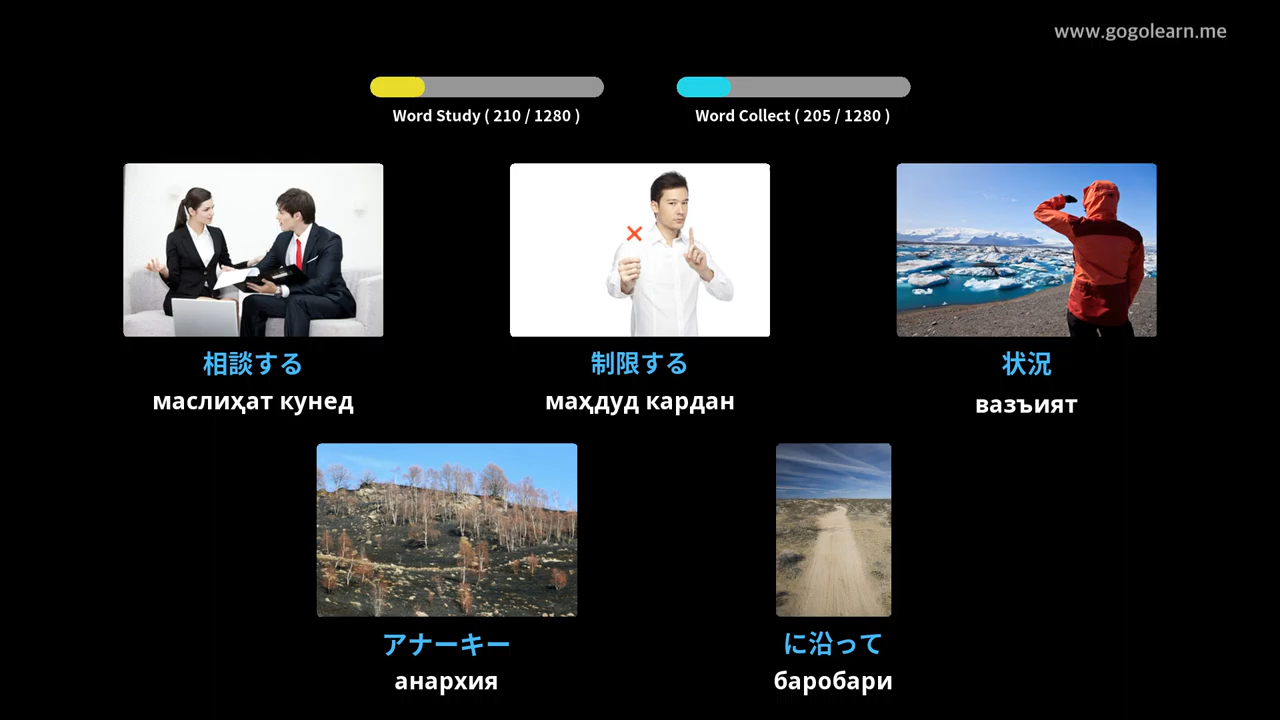 www.gogolearn.me
Word Study ( 210 / 1280 )
Word Collect ( 205 / 1280 )
相談する
制限する
状況
маслиҳат кунед
маҳдуд кардан
вазъият
アナーキー
に沿って
анархия
баробари